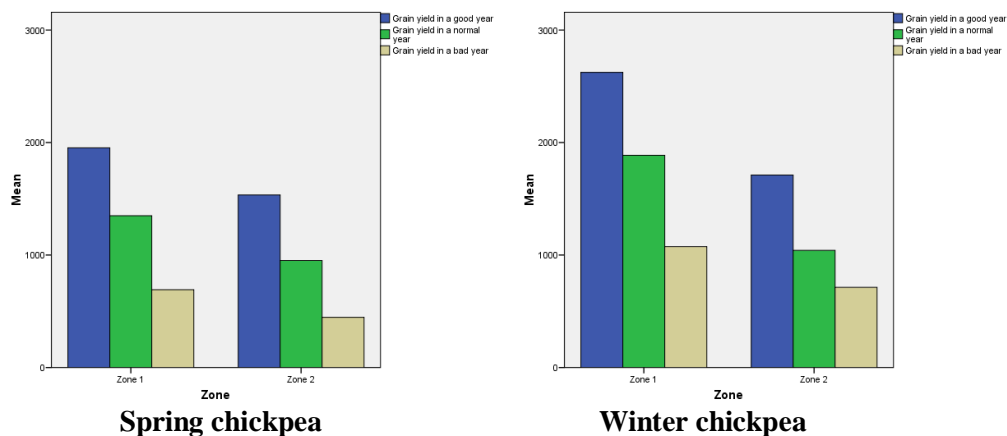 3000
2000
1000
0
Mean
Zone 1
Zone 2
Zone
Grain yield in a good year
Grain yield in a normal
year
Grain yield in a bad year
Spring chickpea
3000
2000
1000
0
Mean
Zone 1
Zone 2
Zone
Grain yield in a good year
Grain yield in a normal
year
Grain yield in a bad year
Winter chickpea